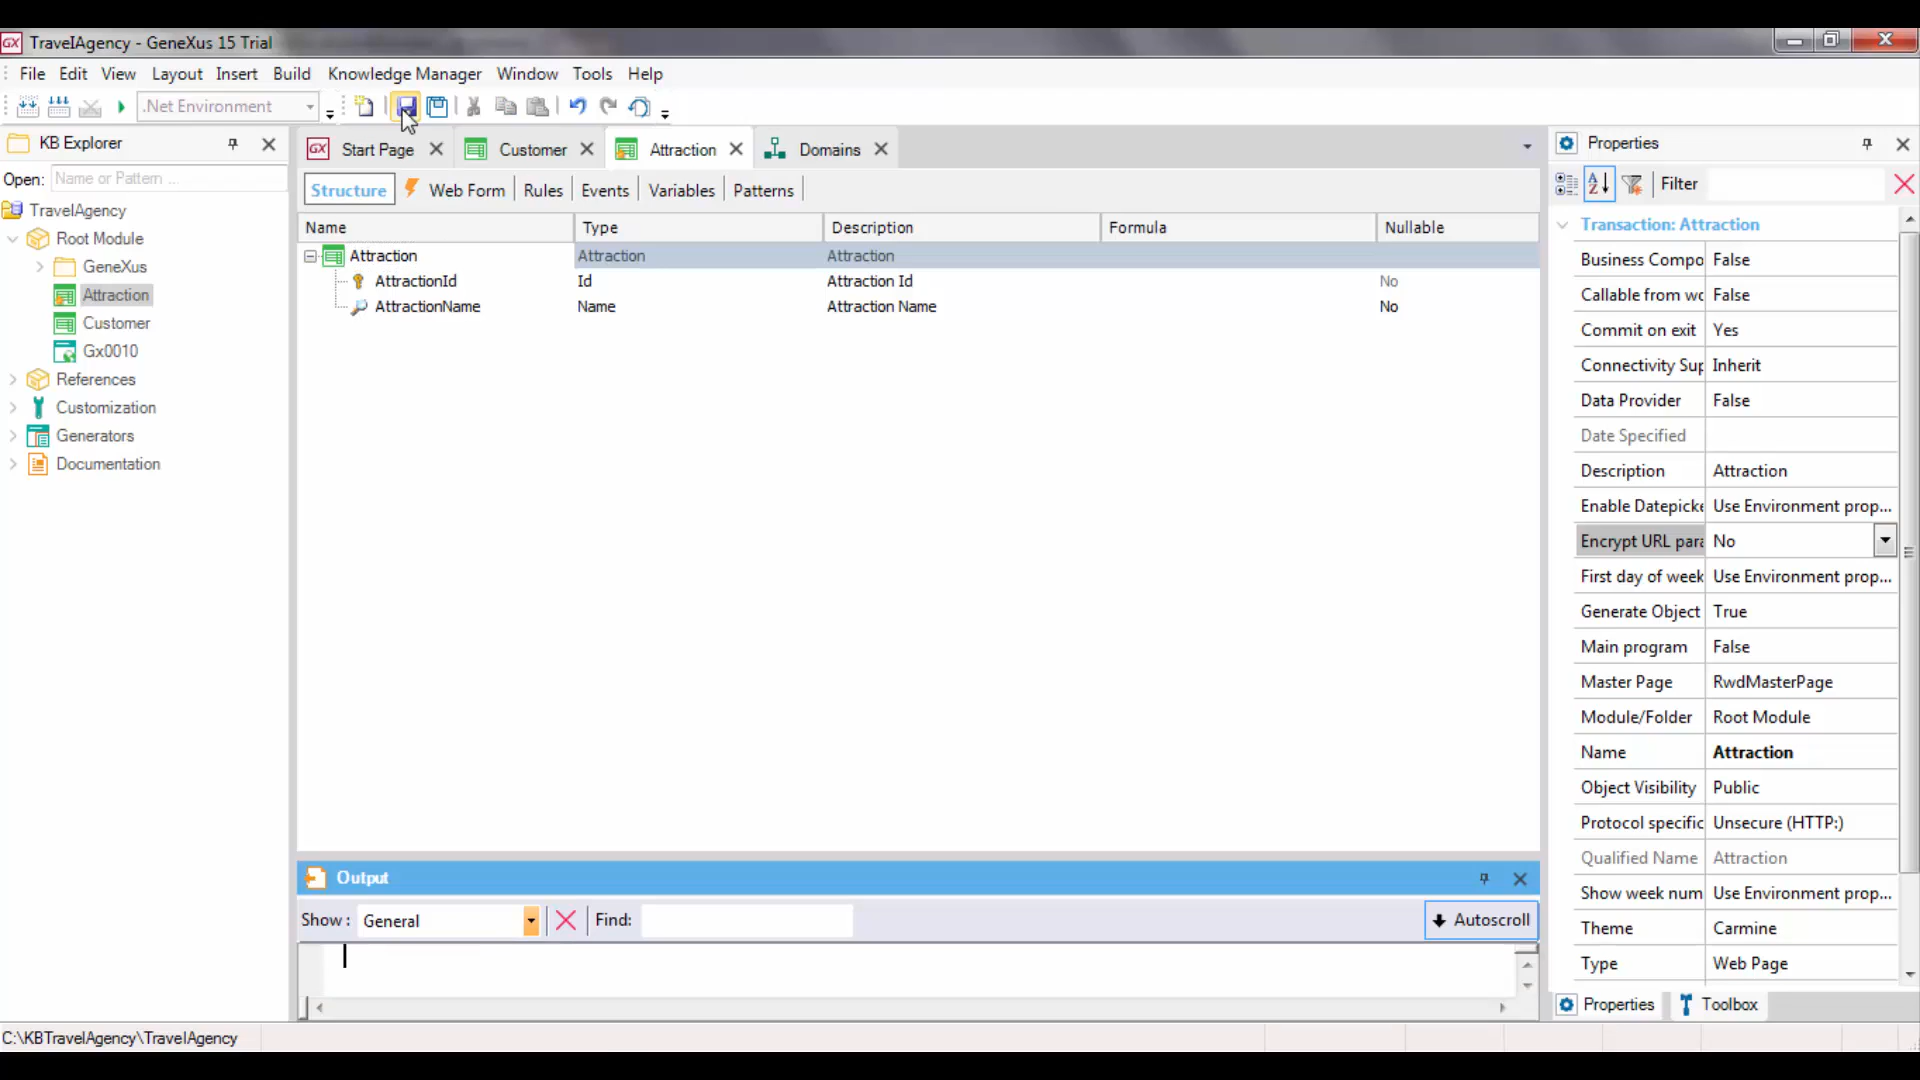 TravelAgency - GeneXus 15 Trial
File Edit View Layout Insert Build Knowledge Manager Window Tools Help
.Net Environment
KB Explorer
Open: Name or Pattern ...
TravelAgency
Root Module
GeneXus
Attraction
Customer
Gx0010
References
Customization
Generators
Documentation
GX Start Page Customer Attraction Domains
Structure Web Form Rules Events Variables Patterns
Name Type Description Formula Nullable
Attraction Attraction Attraction
AttractionId Id Attraction Id No
AttractionName Name Attraction Name No
Output
Show : General Find: Autoscroll
Properties
Filter
Transaction: Attraction
Business Compo False
Callable from wo False
Commit on exit Yes
Connectivity Sup Inherit
Data Provider False
Date Specified
Description Attraction
Enable Datepicke Use Environment prop...
Encrypt URL para No
First day of week Use Environment prop...
Generate Object True
Main program False
Master Page RwdMasterPage
Module/Folder Root Module
Name Attraction
Object Visibility Public
Protocol specific Unsecure (HTTP:)
Qualified Name Attraction
Show week num Use Environment prop...
Theme Carmine
Type Web Page
Properties Toolbox
C:\KBTravelAgency\TravelAgency